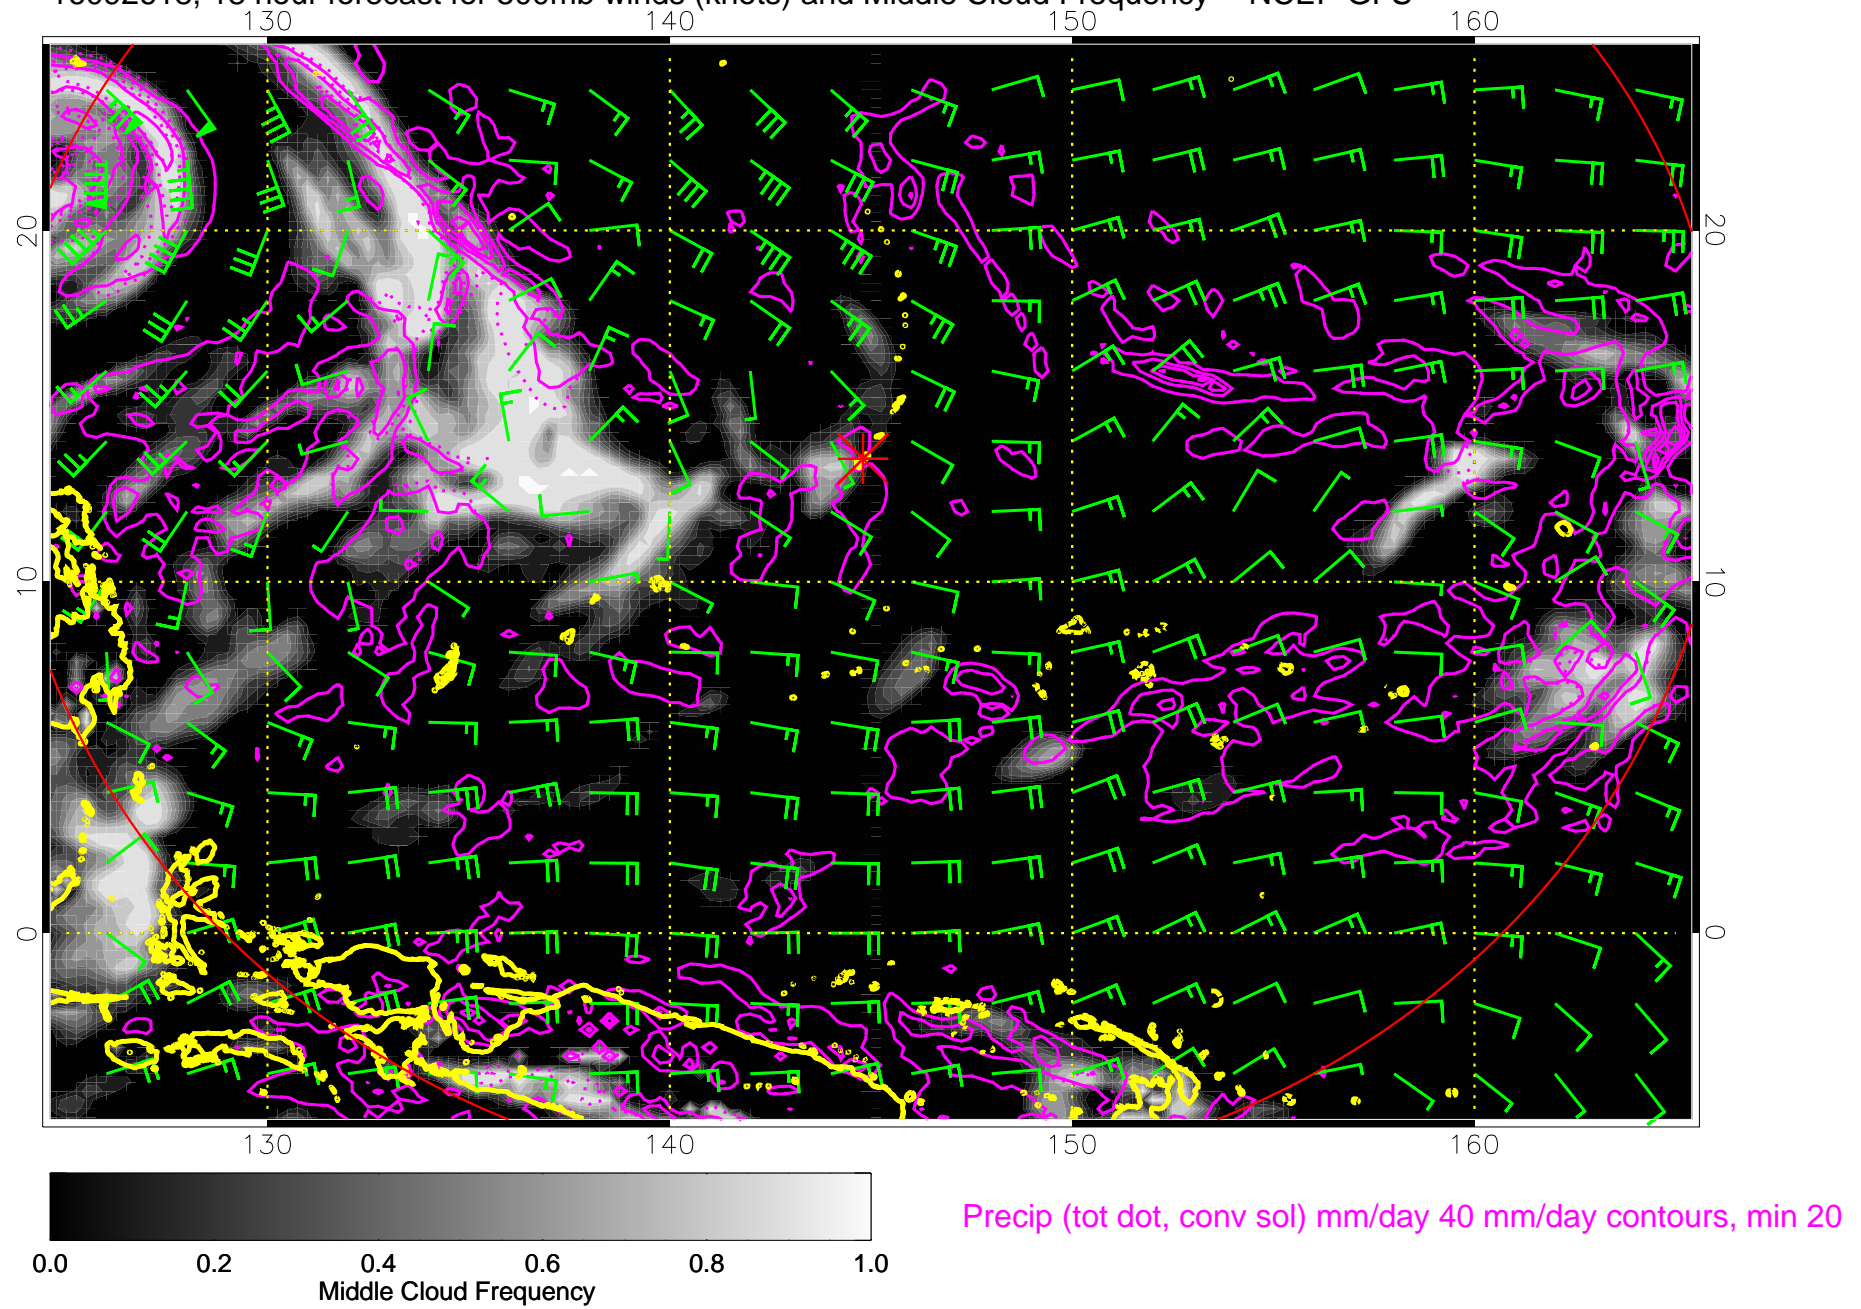 130 140 150 160
20 20
10 10
0 0
130 140 150 160
0.0 0.2 0.4 0.6 0.8 1.0
Middle Cloud Frequency
Precip (tot dot, conv sol) mm/day 40 mm/day contours, min 20